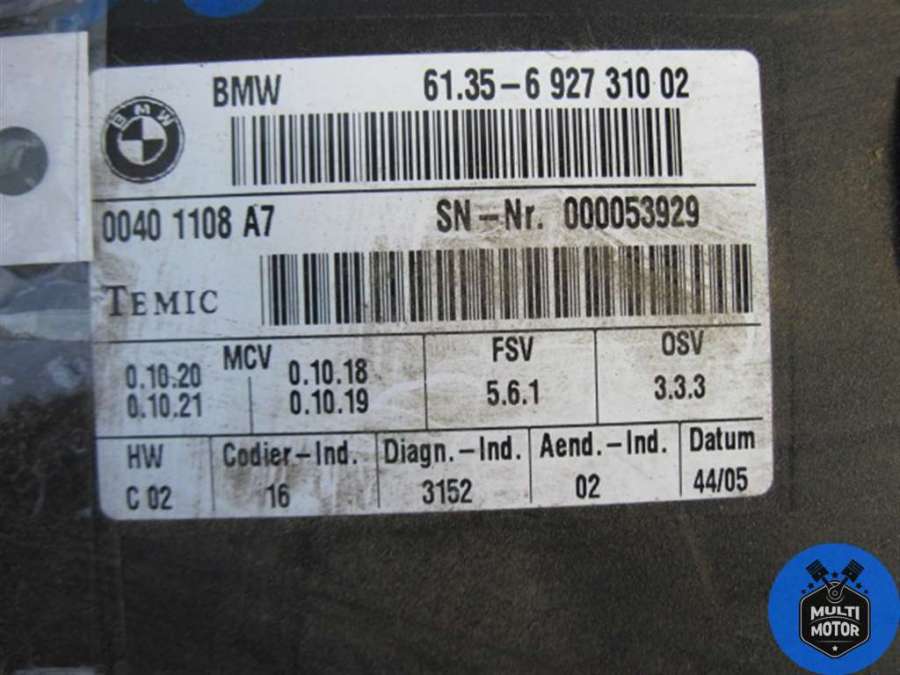 BMW 61.35-6 927 310 02
BMW
0040 1108 A7 SN-Nr. 000053929
TEMIC
MCV FSV OSV
0.10.20 0.10.18 5.6.1 3.3.3
0.10.21 0.10.19
HW Codier-Ind. Diagn.-Ind. Aend.-Ind. Datum
C 02 16 3152 02 44/05
MULTI
MOTOR